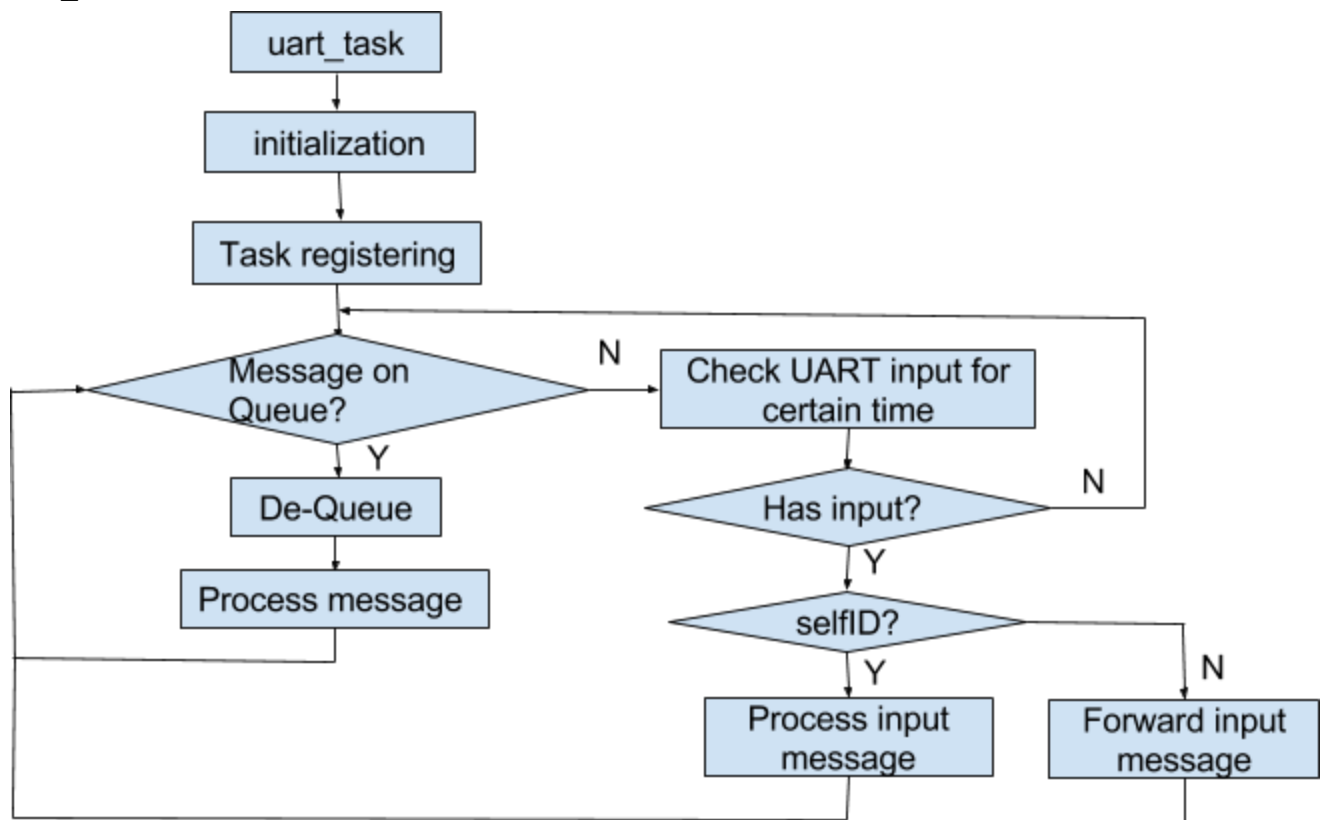 uart_task
initialization
Task registering
Message on
Queue?
N
Y
De-Queue
Process message
Check UART input for
certain time
Has input?
N
Y
selfID?
Y
N
Process input
message
Forward input
message